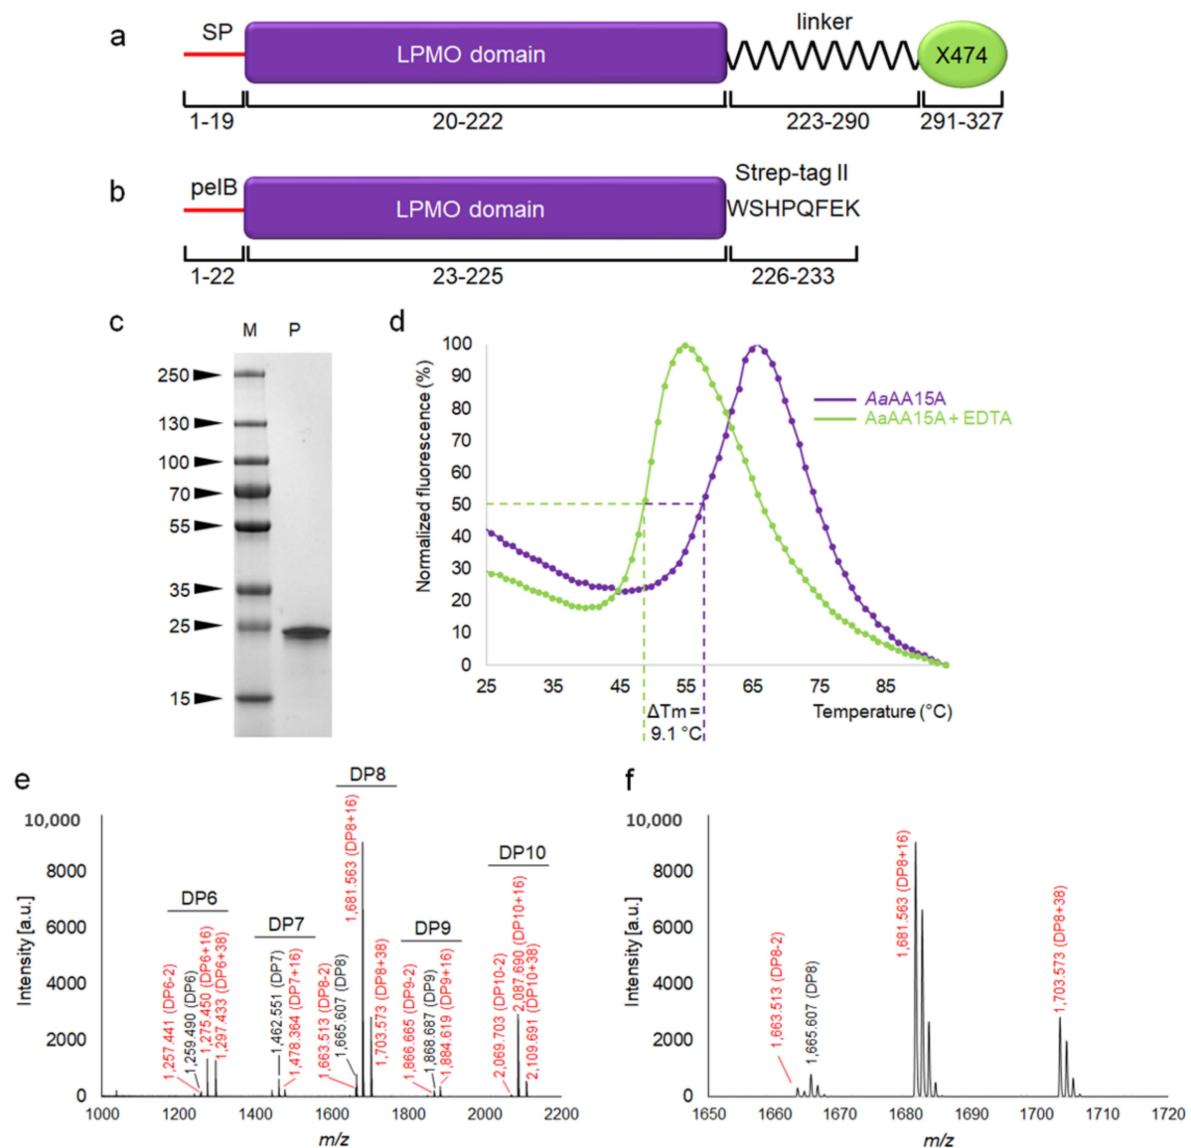 a
SP
LPMO domain
linker
X474
1-19
20-222
223-290
291-327
b
pelB
LPMO domain
Strep-tag II
WSHPQFEK
1-22
23-225
226-233
c
M P
250
130
100
70
55
35
25
15
d
Normalized fluorescence (%)
100
90
80
70
60
50
40
30
20
10
0
25 35 45 55 65 75 85
AaAA15A
AaAA15A + EDTA
ΔTm =
9.1 °C
Temperature (°C)
e
Intensity [a.u.]
10,000
8000
6000
4000
2000
0
DP6
1,257.441 (DP6-2)
1,259.490 (DP6)
1,275.450 (DP6+16)
1,297.433 (DP6+38)
DP7
1,462.551 (DP7)
1,478.364 (DP7+16)
DP8
1,663.513 (DP8-2)
1,665.607 (DP8)
1,681.563 (DP8+16)
1,703.573 (DP8+38)
DP9
1,866.665 (DP9-2)
1,868.687 (DP9)
1,884.619 (DP9+16)
DP10
2,069.703 (DP10-2)
2,087.690 (DP10+16)
2,109.691 (DP10+38)
1000 1200 1400 1600 1800 2000 2200
m/z
f
Intensity [a.u.]
10,000
8000
6000
4000
2000
0
1,663.513 (DP8-2)
1,665.607 (DP8)
1,681.563 (DP8+16)
1,703.573 (DP8+38)
1650 1660 1670 1680 1690 1700 1710 1720
m/z